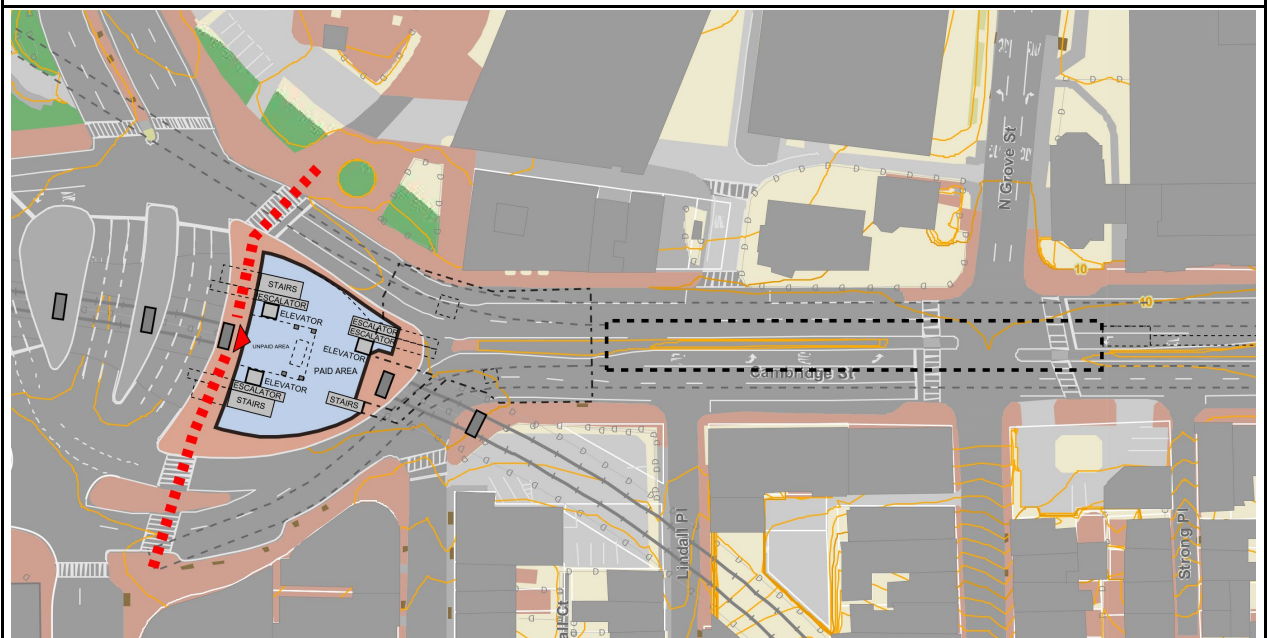 N Grove St
10
STAIRS
ESCALATOR
ELEVATOR
ESCALATOR
ESCALATOR
UNPAID AREA
ELEVATOR
PAID AREA
ELEVATOR
ESCALATOR
STAIRS
STAIRS
Cambridge St
Lindall Pl
Strong Pl